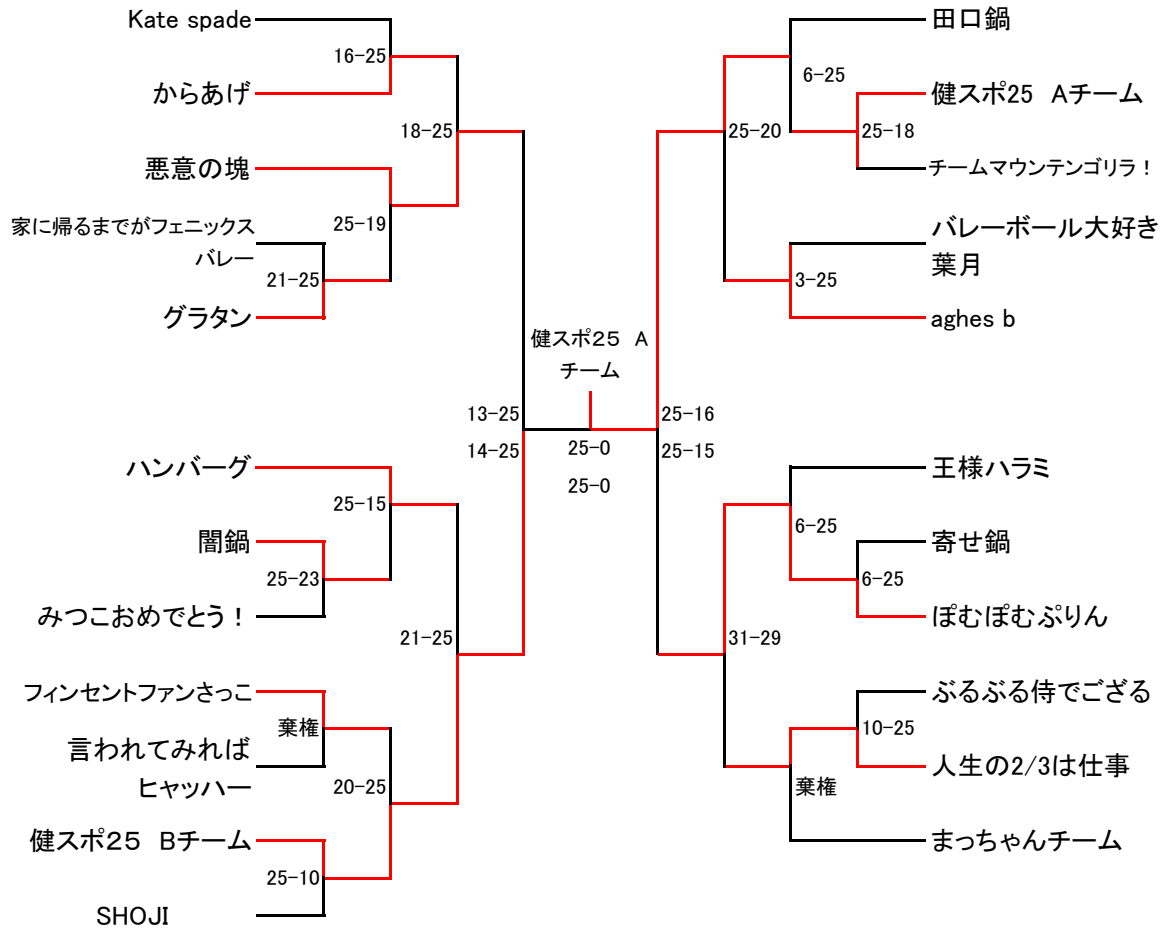 Kate spade
16-25
からあげ
18-25
悪意の塊
25-19
家に帰るまでがフェニックス
バレー
21-25
グラタン
13-25
14-25
ハンバーグ
25-15
闇鍋
25-23
みつこおめでとう！
21-25
フィンセントファンさっこ
棄権
言われてみれば
ヒャッハー
20-25
健スポ２５　Ｂチーム
25-10
SHOJI
健スポ２５　Ａ
チーム
25-0
25-0
田口鍋
6-25
健スポ25　Aチーム
25-18
チームマウンテンゴリラ！
25-20
バレーボール大好き
葉月
3-25
aghes b
25-16
25-15
王様ハラミ
6-25
寄せ鍋
6-25
ぽむぽむぷりん
31-29
ぶるぶる侍でござる
10-25
人生の2/3は仕事
棄権
まっちゃんチーム